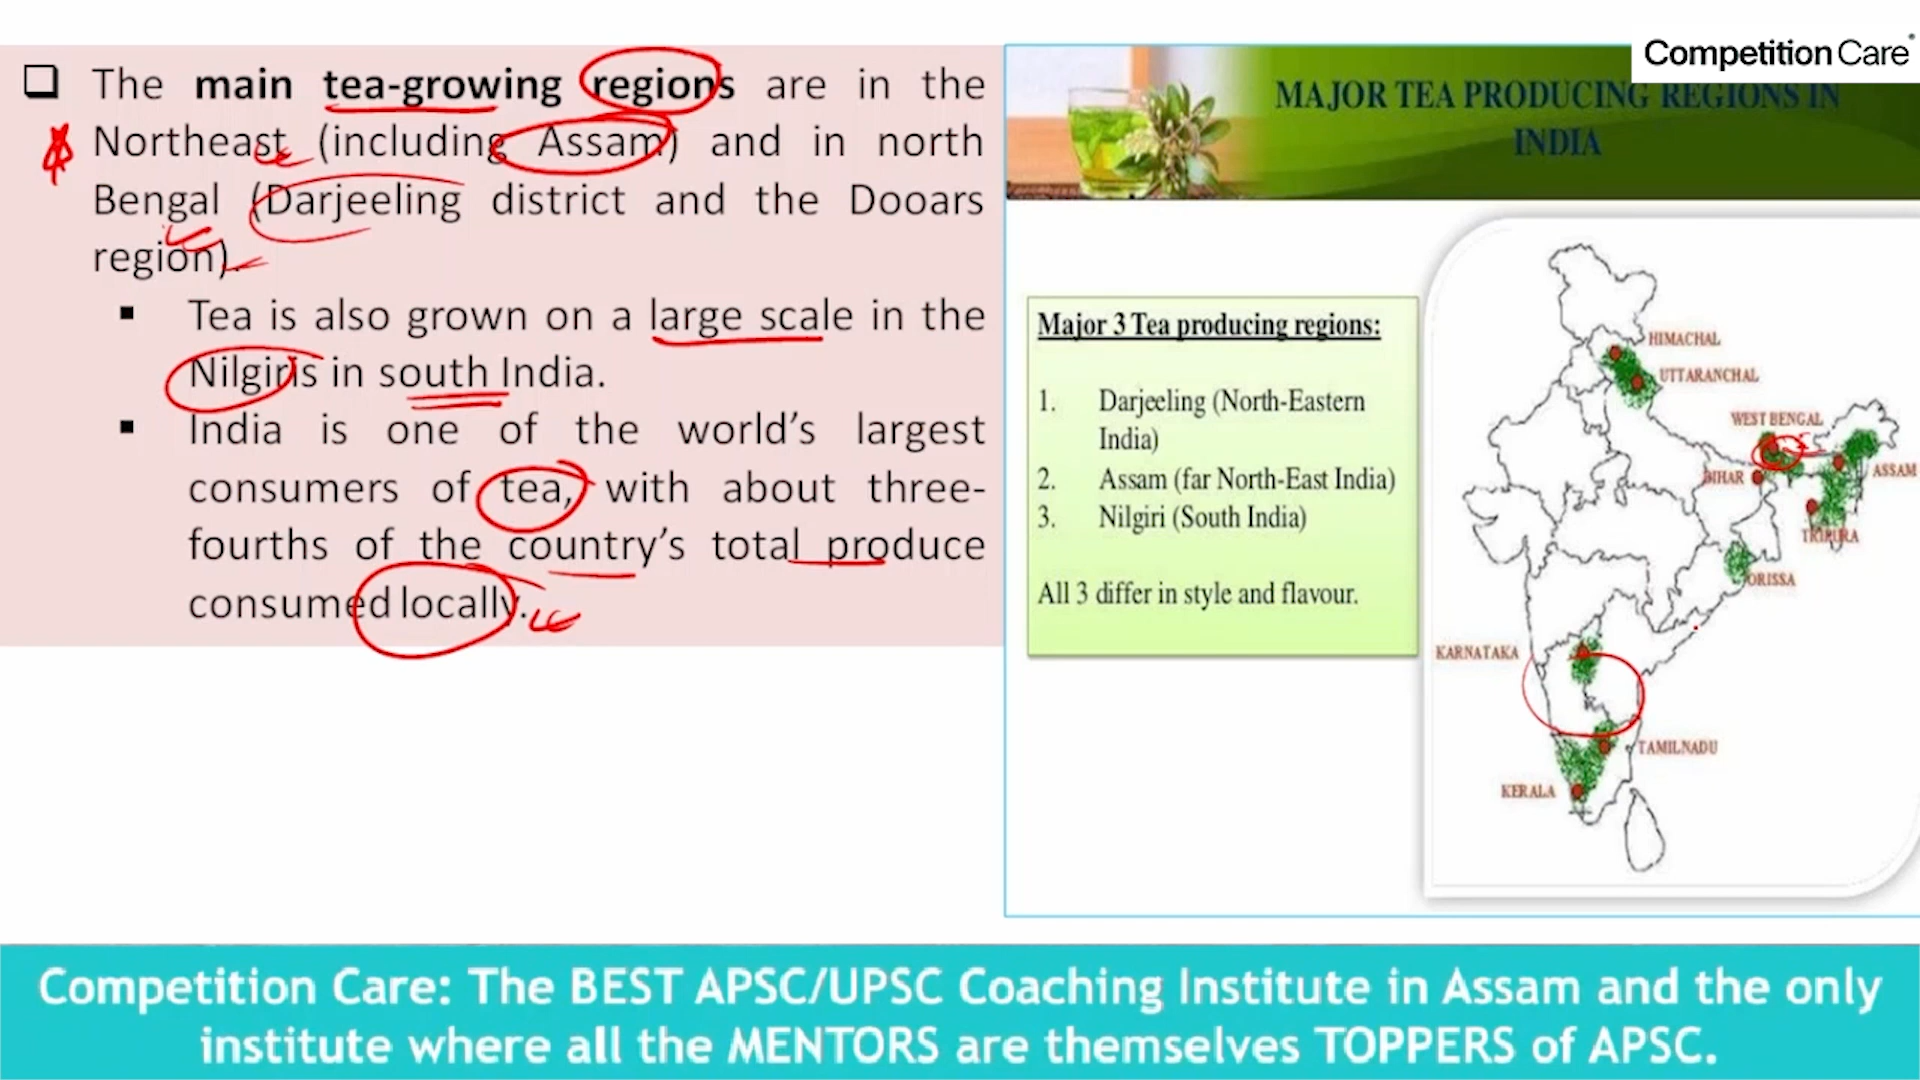 The main tea-growing regions are in the
Northeast (including Assam) and in north
Bengal (Darjeeling district and the Dooars
region).
Tea is also grown on a large scale in the
Nilgiris in south India.
India is one of the world's largest
consumers of tea, with about three-
fourths of the country's total produce
consumed locally.
Competition Care
MAJOR TEA PRODUCING REGIONS IN
INDIA
Major 3 Tea producing regions:
1. Darjeeling (North-Eastern
India)
2. Assam (far North-East India)
3. Nilgiri (South India)
All 3 differ in style and flavour.
HIMACHAL
UTTARANCHAL
WEST BENGAL
BIHAR
ASSAM
TRIPURA
ORISSA
KARNATAKA
TAMILNADU
KERALA
Competition Care: The BEST APSC/UPSC Coaching Institute in Assam and the only
institute where all the MENTORS are themselves TOPPERS of APSC.